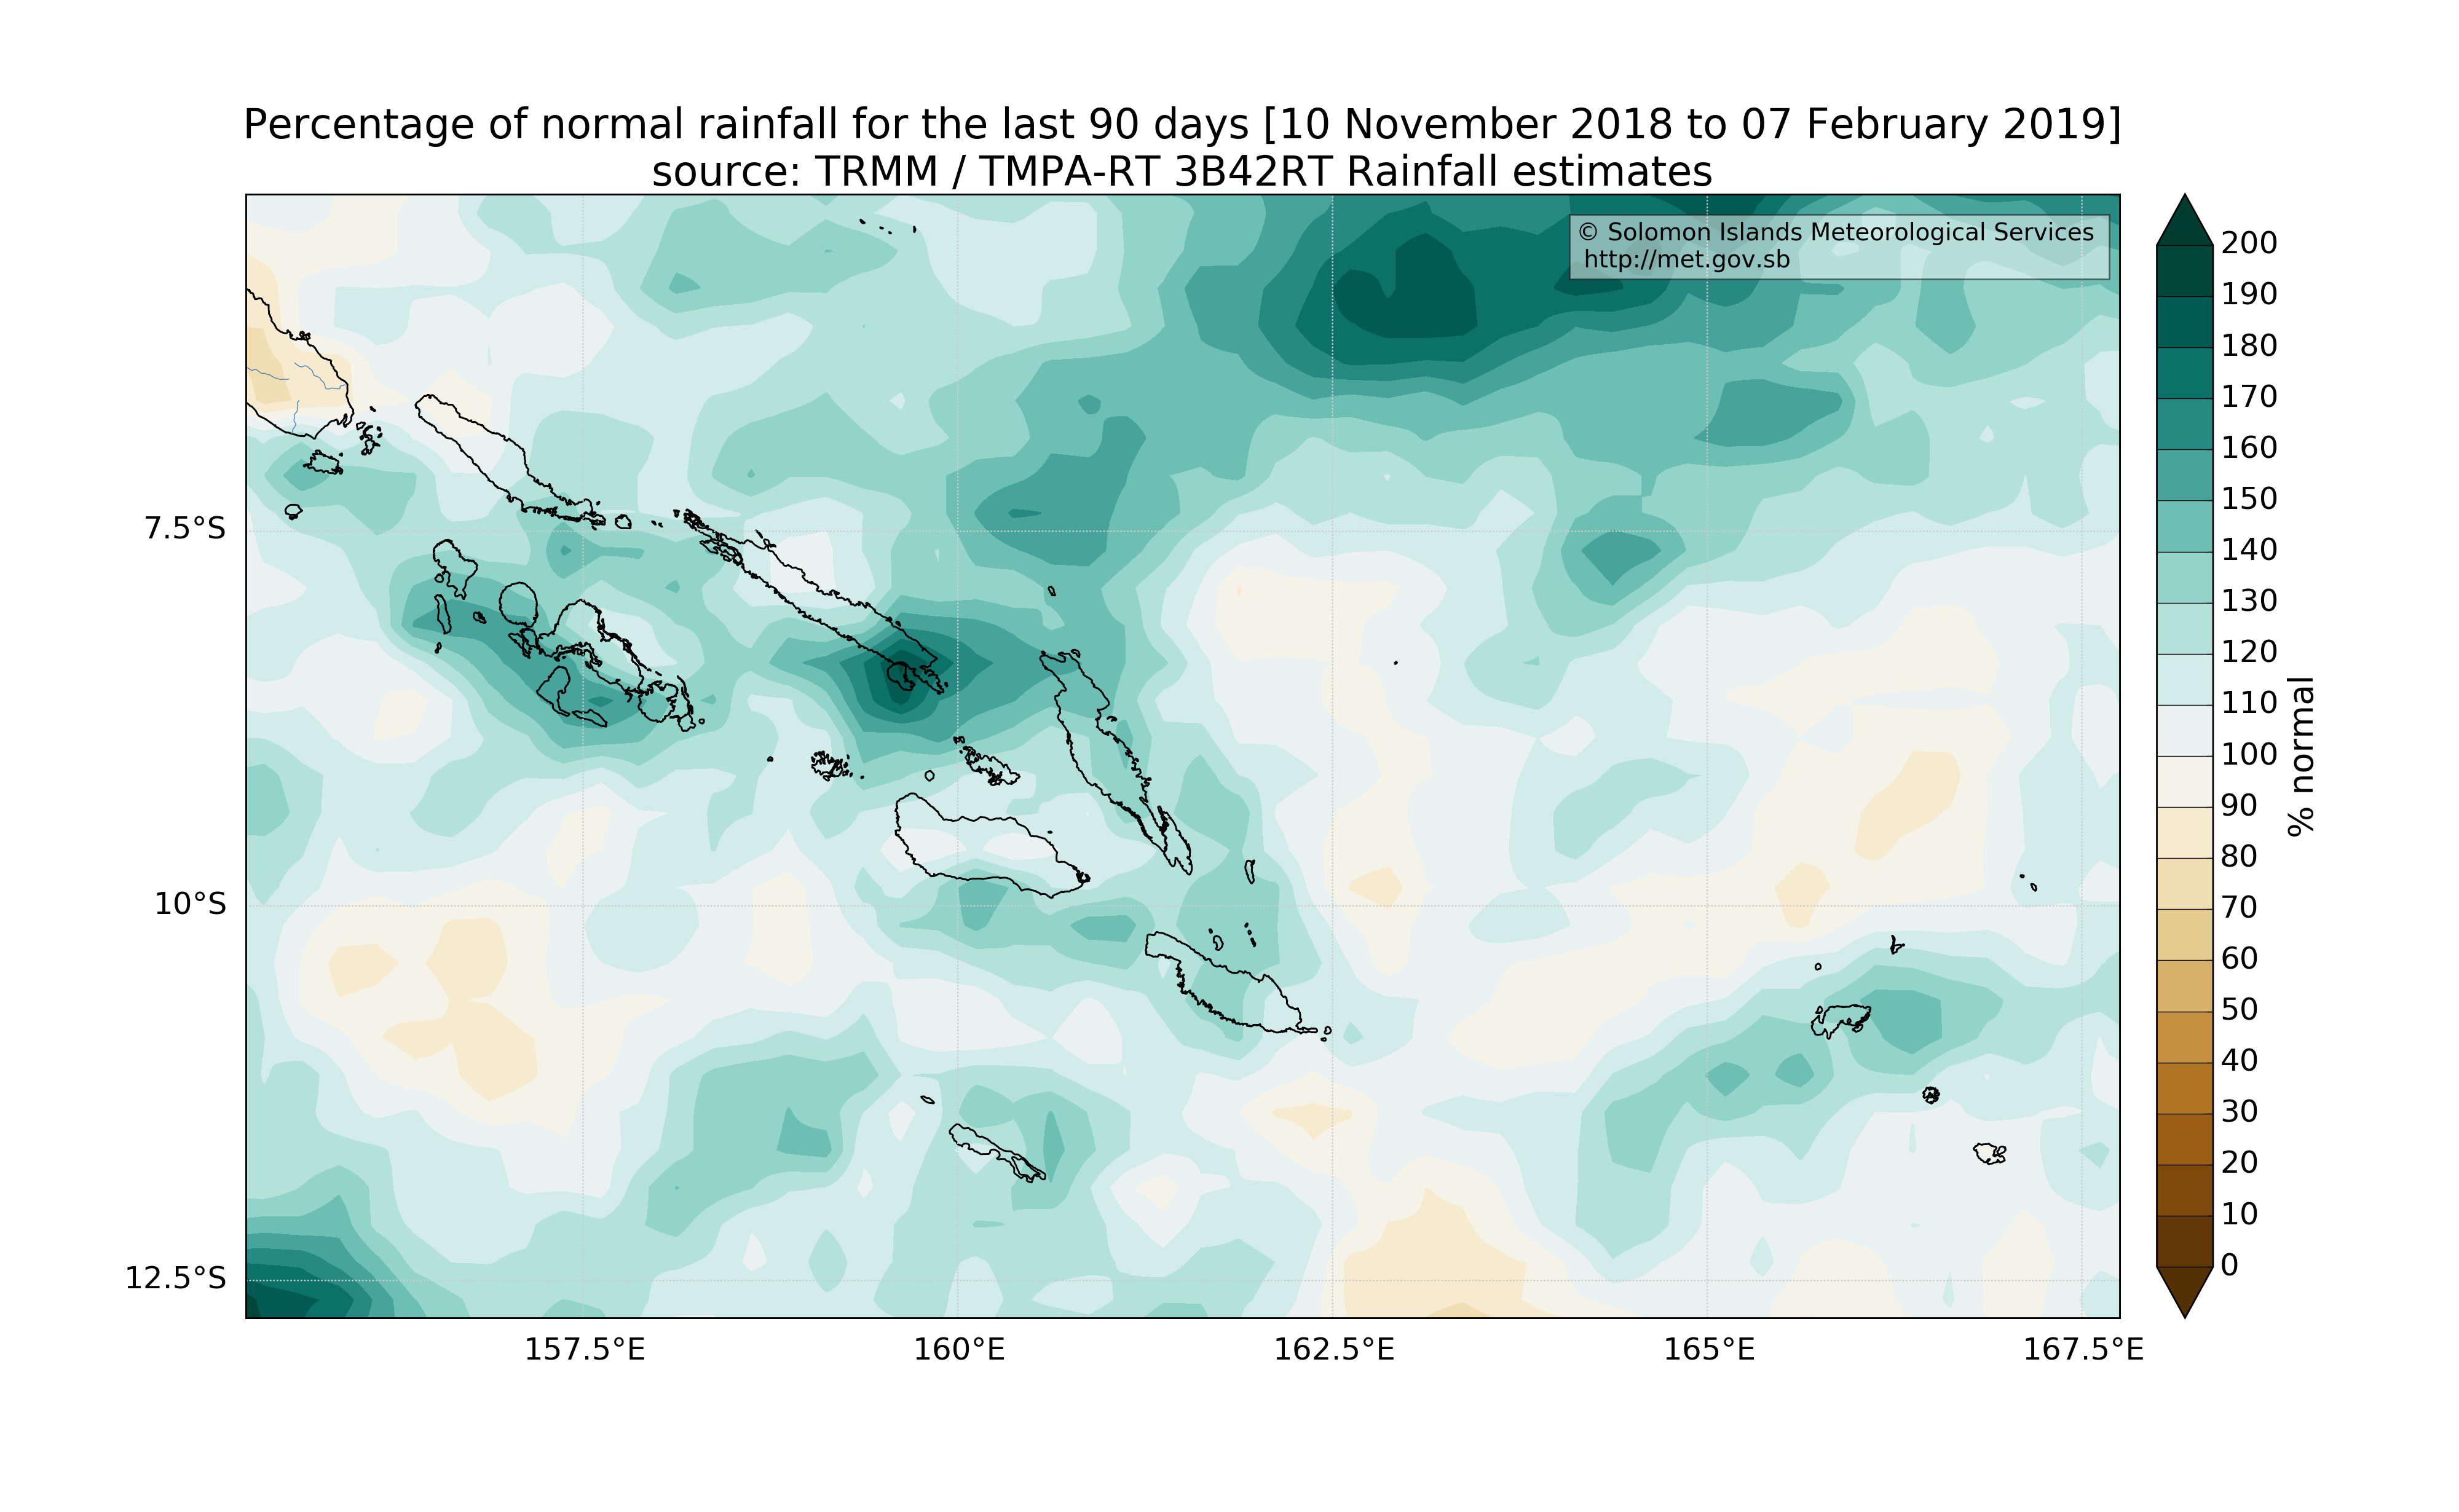 Percentage of normal rainfall for the last 90 days [10 November 2018 to 07 February 2019]
source: TRMM / TMPA-RT 3B42RT Rainfall estimates
© Solomon Islands Meteorological Services
http://met.gov.sb
7.5°S
10°S
12.5°S
157.5°E
160°E
162.5°E
165°E
167.5°E
200
190
180
170
160
150
140
130
120
110
100
90
80
70
60
50
40
30
20
10
0
% normal